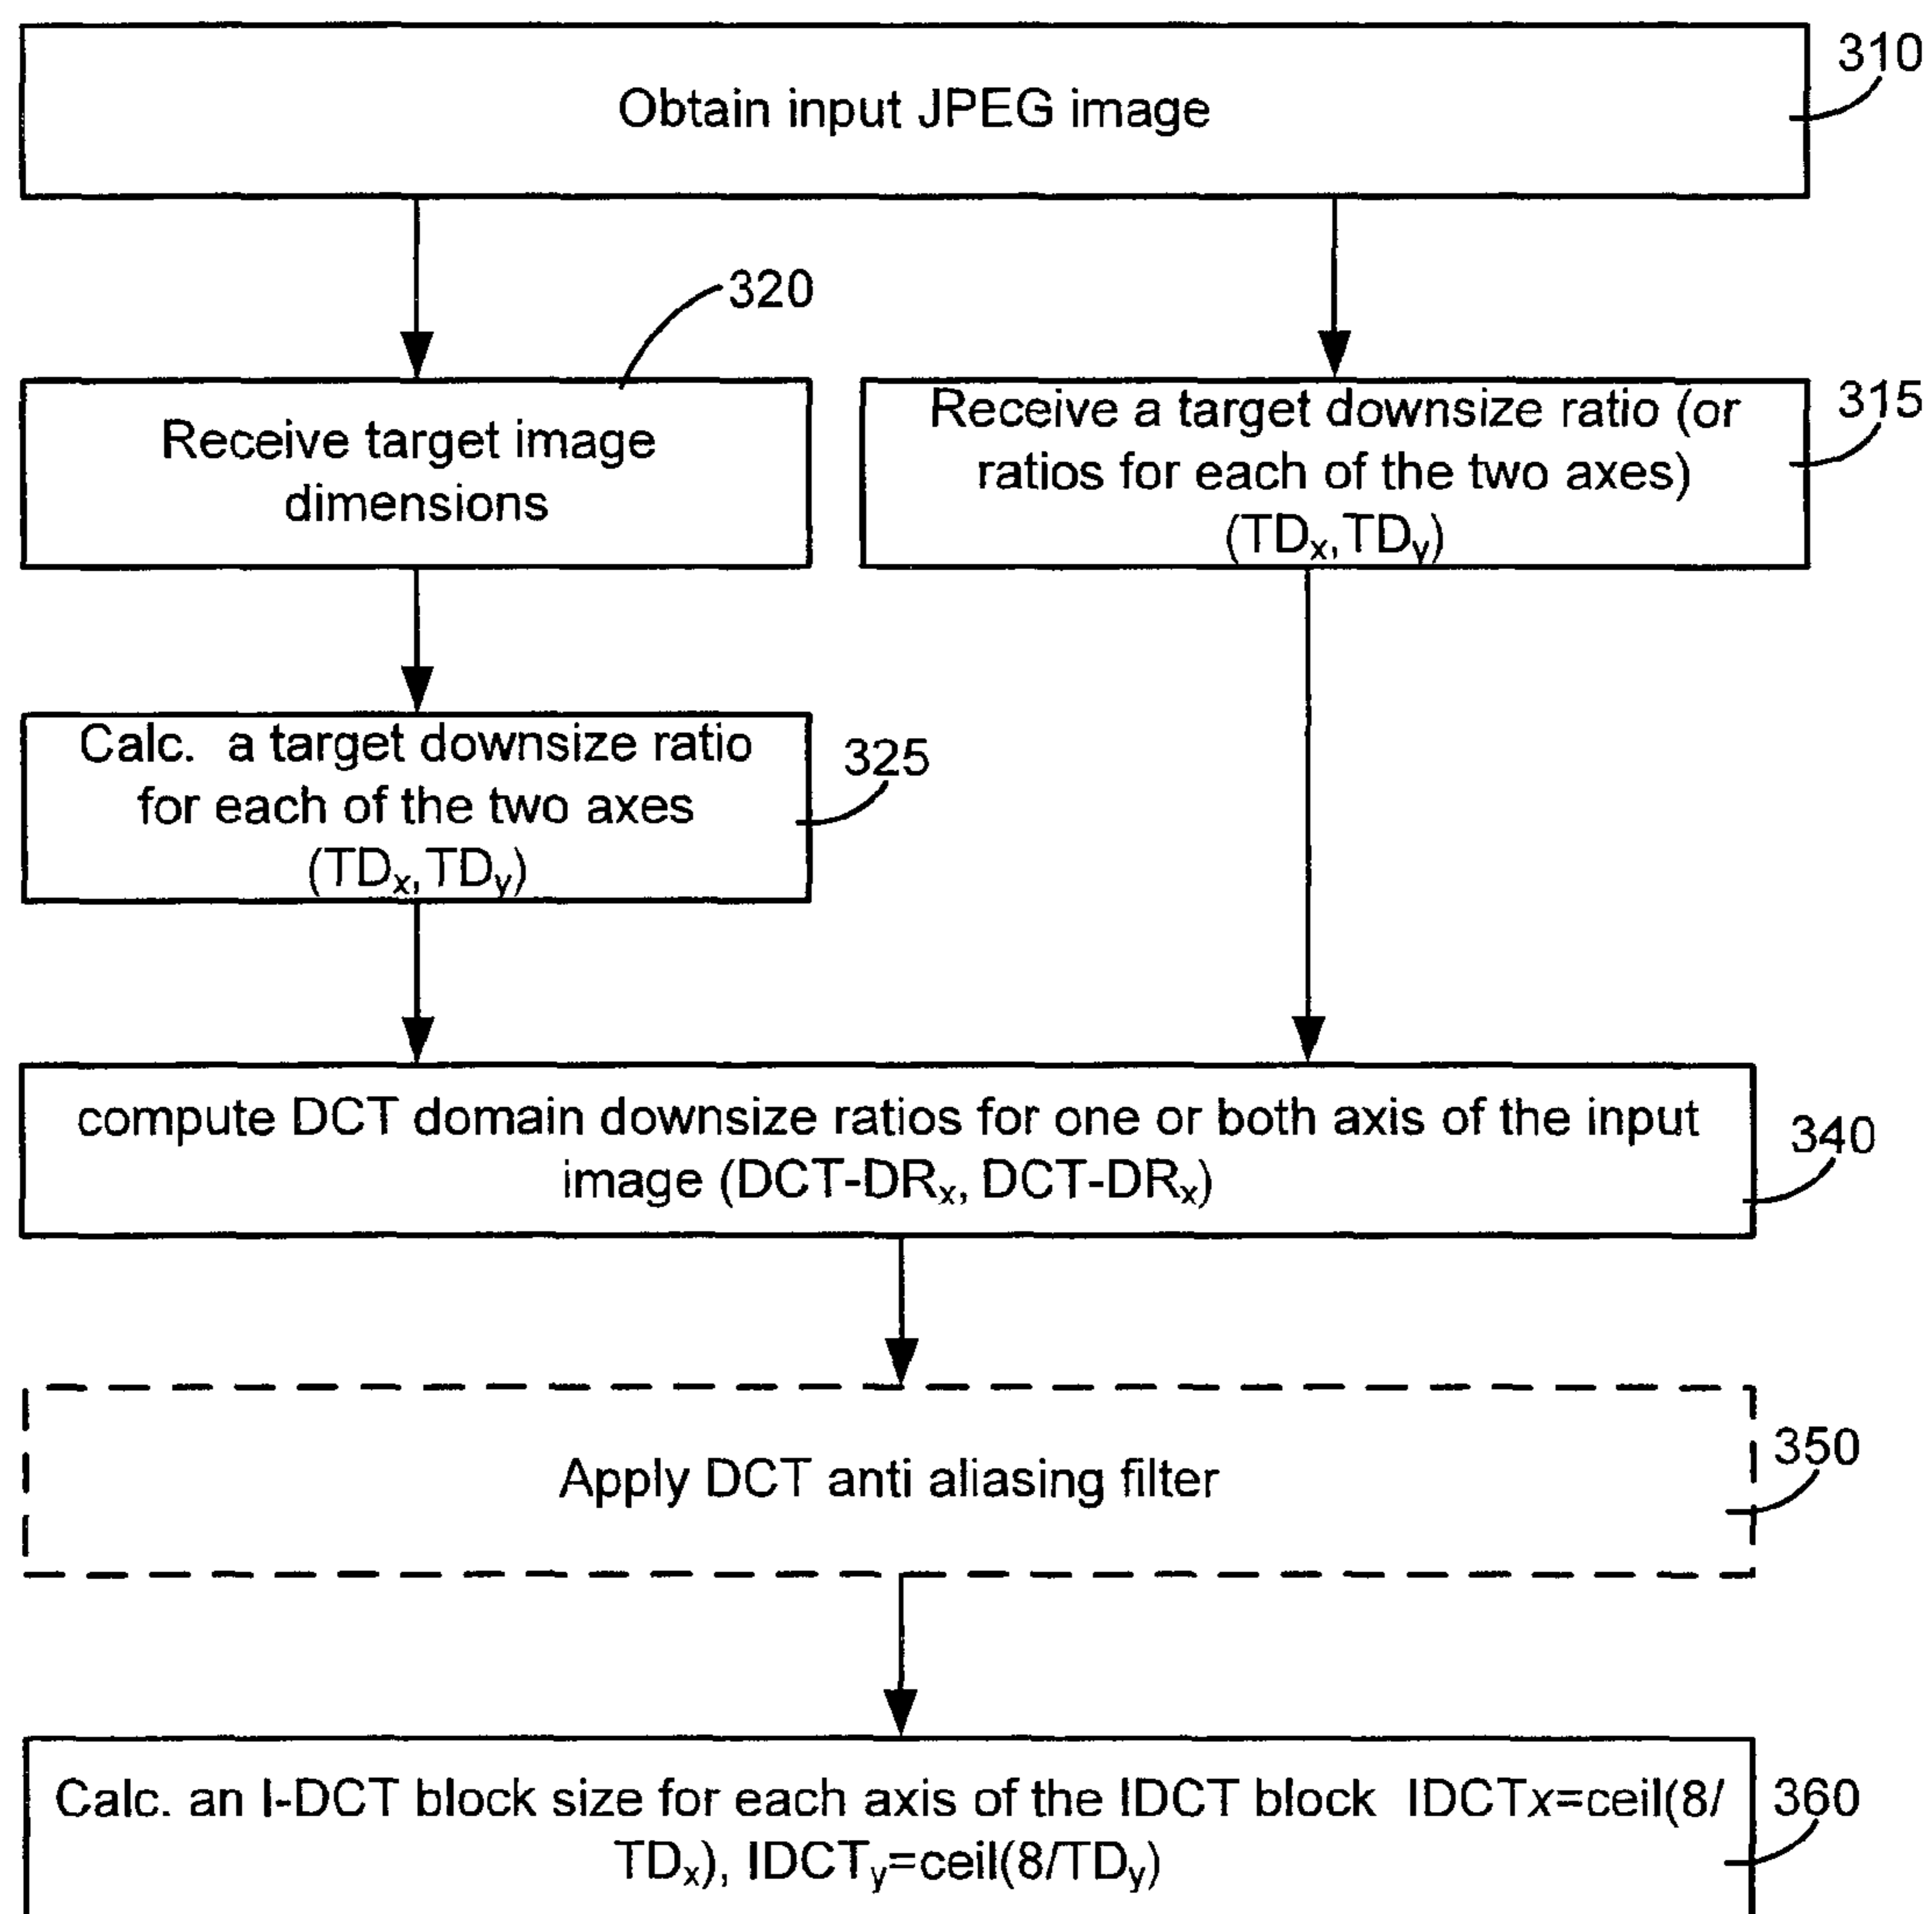 310
Obtain input JPEG image
320
Receive target image
dimensions
315
Receive a target downsize ratio (or
ratios for each of the two axes)
(TDx,TDy)
325
Calc. a target downsize ratio
for each of the two axes
(TDx,TDy)
340
compute DCT domain downsize ratios for one or both axis of the input
image (DCT-DRx, DCT-DRx)
350
Apply DCT anti aliasing filter
360
Calc. an I-DCT block size for each axis of the IDCT block IDCTx=ceil(8/
TDx), IDCTy=ceil(8/TDy)